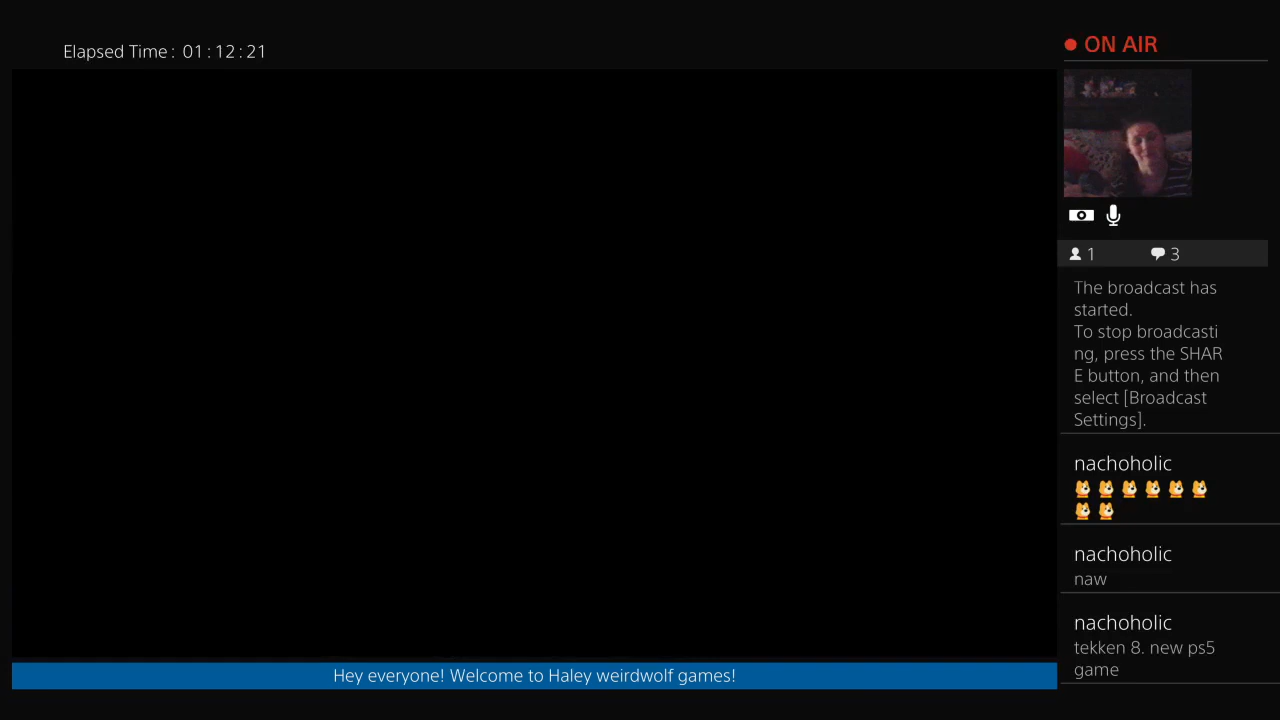 Elapsed Time: 01:12:21
ON AIR
1 3
The broadcast has
started.
To stop broadcasti
ng, press the SHAR
E button, and then
select [Broadcast
Settings].
nachoholic
nachoholic
naw
nachoholic
tekken 8. new ps5
game
Hey everyone! Welcome to Haley weirdwolf games!